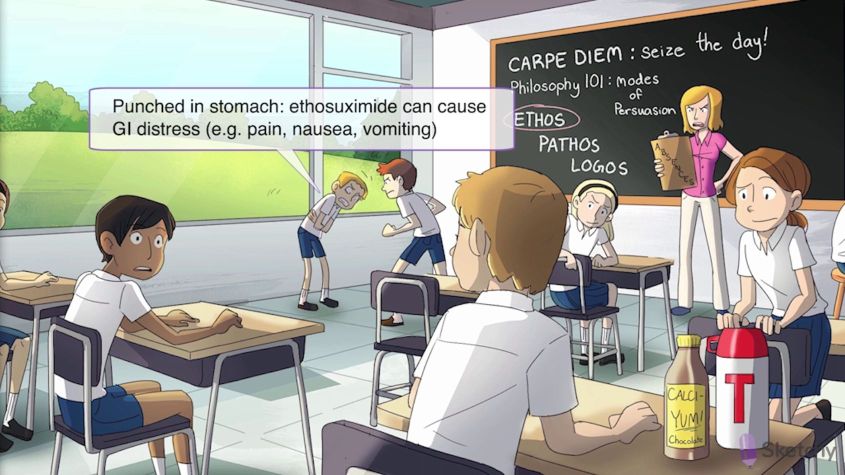 CARPE DIEM : seize the day!
Philosophy 101 : modes
of
Persuasion
ETHOS
PATHOS
LOGOS
ABSENCES
Punched in stomach: ethosuximide can cause
GI distress (e.g. pain, nausea, vomiting)
CALCI-
YUM!
Chocolate
T
Sketchy